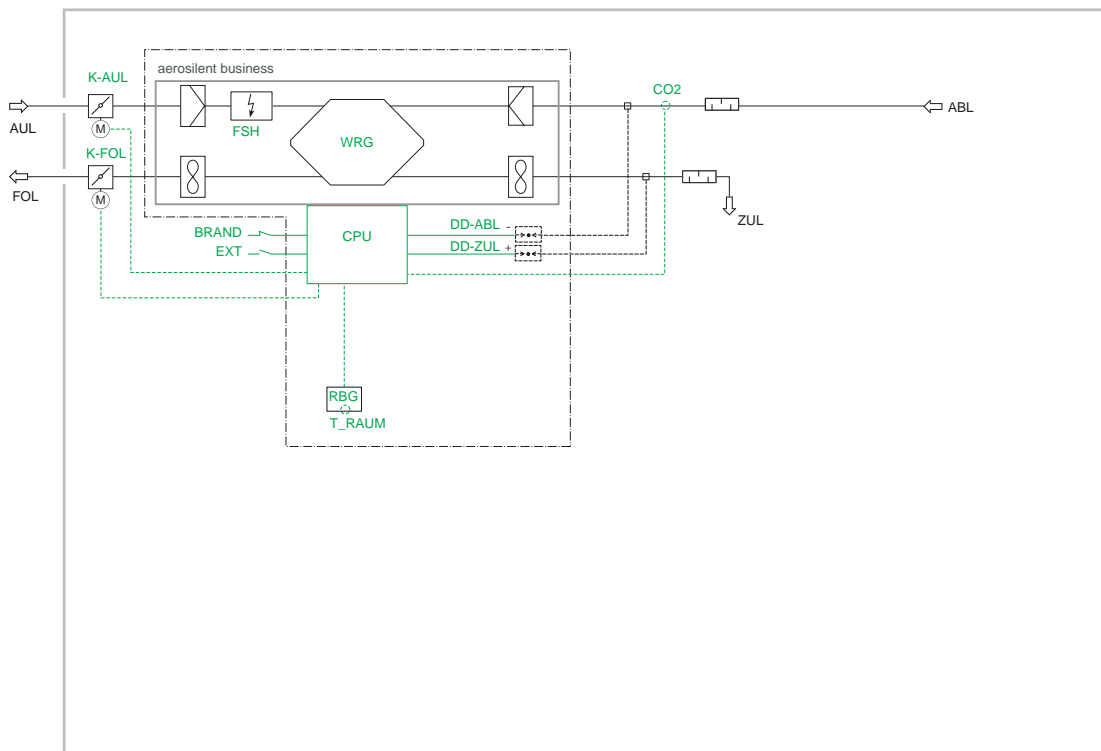 aerosilent business
K-AUL
CO2
M
AUL
FSH
ABL
K-FOL
WRG
M
FOL
ZUL
BRAND
CPU
DD-ABL -
EXT
DD-ZUL +
RBG
T_RAUM